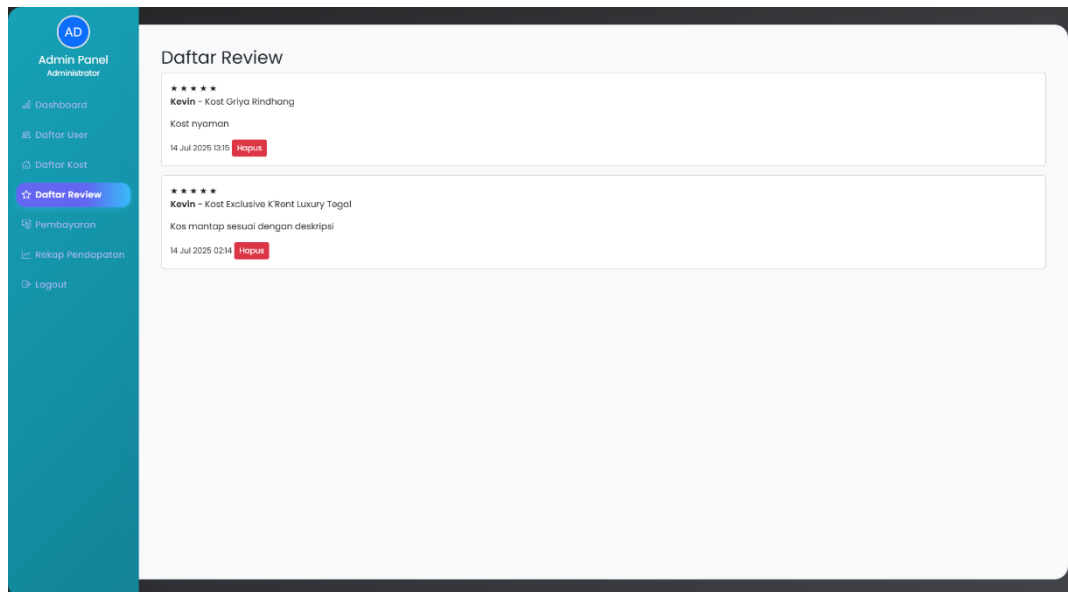 AD
Admin Panel
Administrator
Dashboard
Daftar User
Daftar Kost
Daftar Review
Pembayaran
Rekap Pendapatan
Logout
Daftar Review
★ ★ ★ ★ ★
Kevin - Kost Griya Rindhang
Kost nyaman
14 Jul 2025 13:15 Hapus
★ ★ ★ ★ ★
Kevin - Kost Exclusive K'Rent Luxury Tegal
Kos mantap sesuai dengan deskripsi
14 Jul 2025 02:14 Hapus